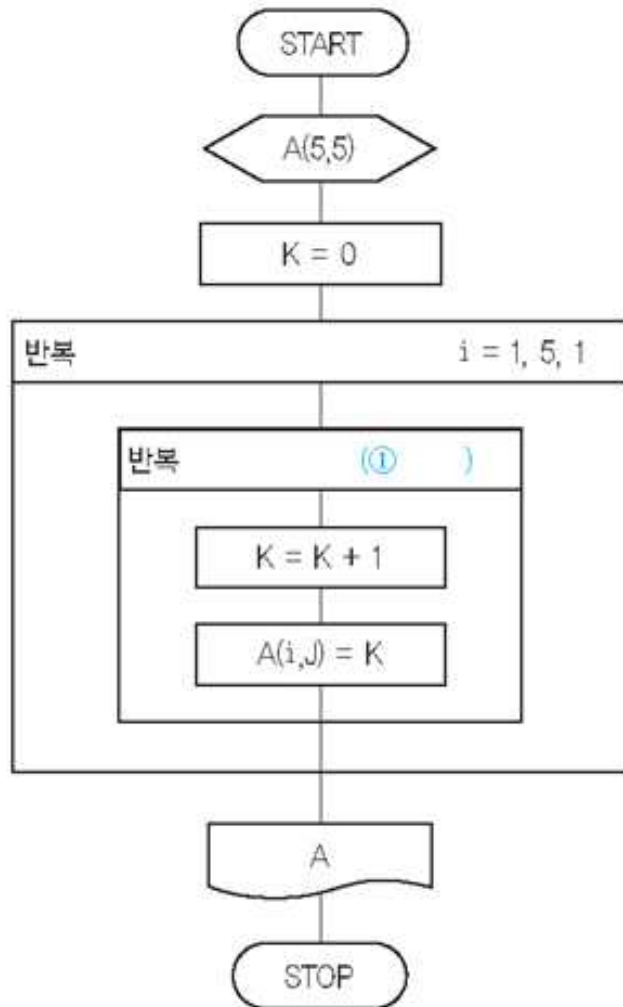 START
A(5,5)
K = 0
반복 i = 1, 5, 1
반복 (① )
K = K + 1
A(i,J) = K
A
STOP